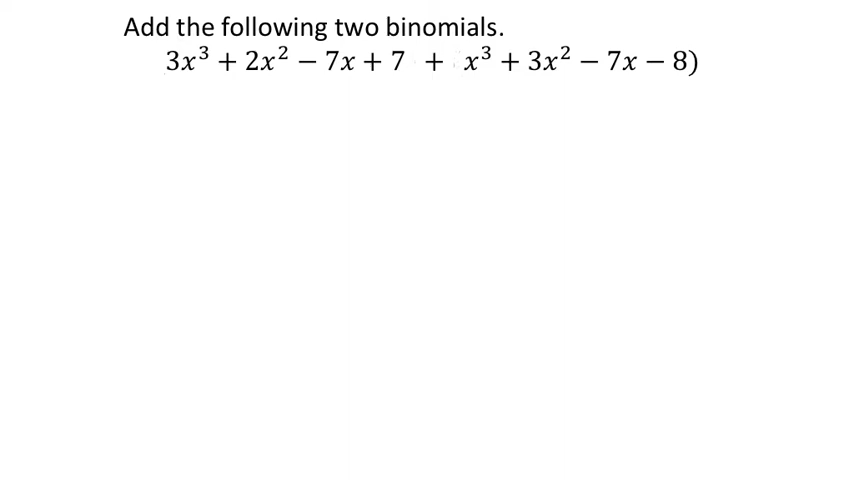 Add the following two binomials.
3x³ + 2x² − 7x + 7 + x³ + 3x² − 7x − 8)